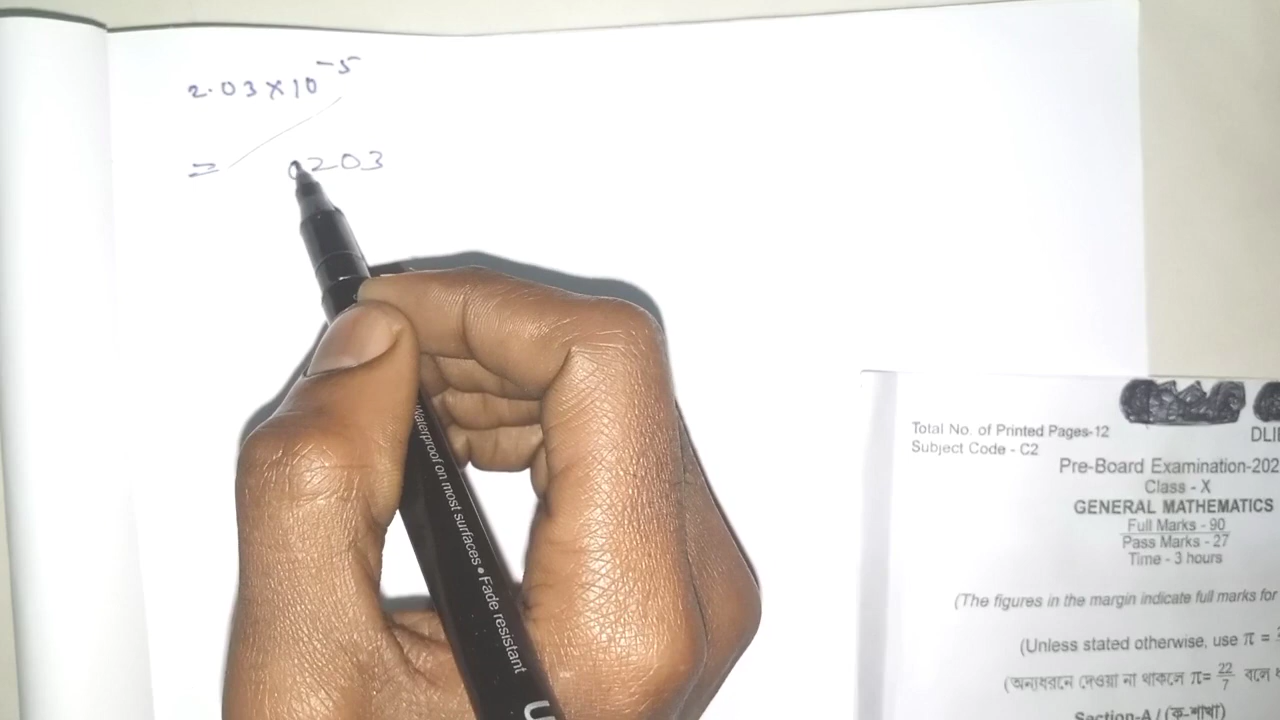 2.03×10⁻⁵
= 0203
Waterproof on most surfaces • Fade resistant
Total No. of Printed Pages-12
Subject Code - C2
Pre-Board Examination-202
Class - X
GENERAL MATHEMATICS
Full Marks - 90
Pass Marks - 27
Time - 3 hours
(The figures in the margin indicate full marks for
(Unless stated otherwise, use π =
(অন্যধৰনে দেওয়া না থাকলে π= 22/7 বলে
Section-A / (ক-শাখা)